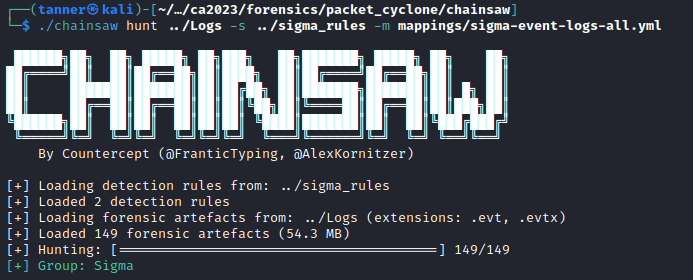 ┌──(tanner㉿kali)-[~/…/ca2023/forensics/packet_cyclone/chainsaw]
└─$ ./chainsaw hunt ../Logs -s ../sigma_rules -m mappings/sigma-event-logs-all.yml
CHAINSAW
By Countercept (@FranticTyping, @AlexKornitzer)
[+] Loading detection rules from: ../sigma_rules
[+] Loaded 2 detection rules
[+] Loading forensic artefacts from: ../Logs (extensions: .evt, .evtx)
[+] Loaded 149 forensic artefacts (54.3 MB)
[+] Hunting: [========================================] 149/149
[+] Group: Sigma